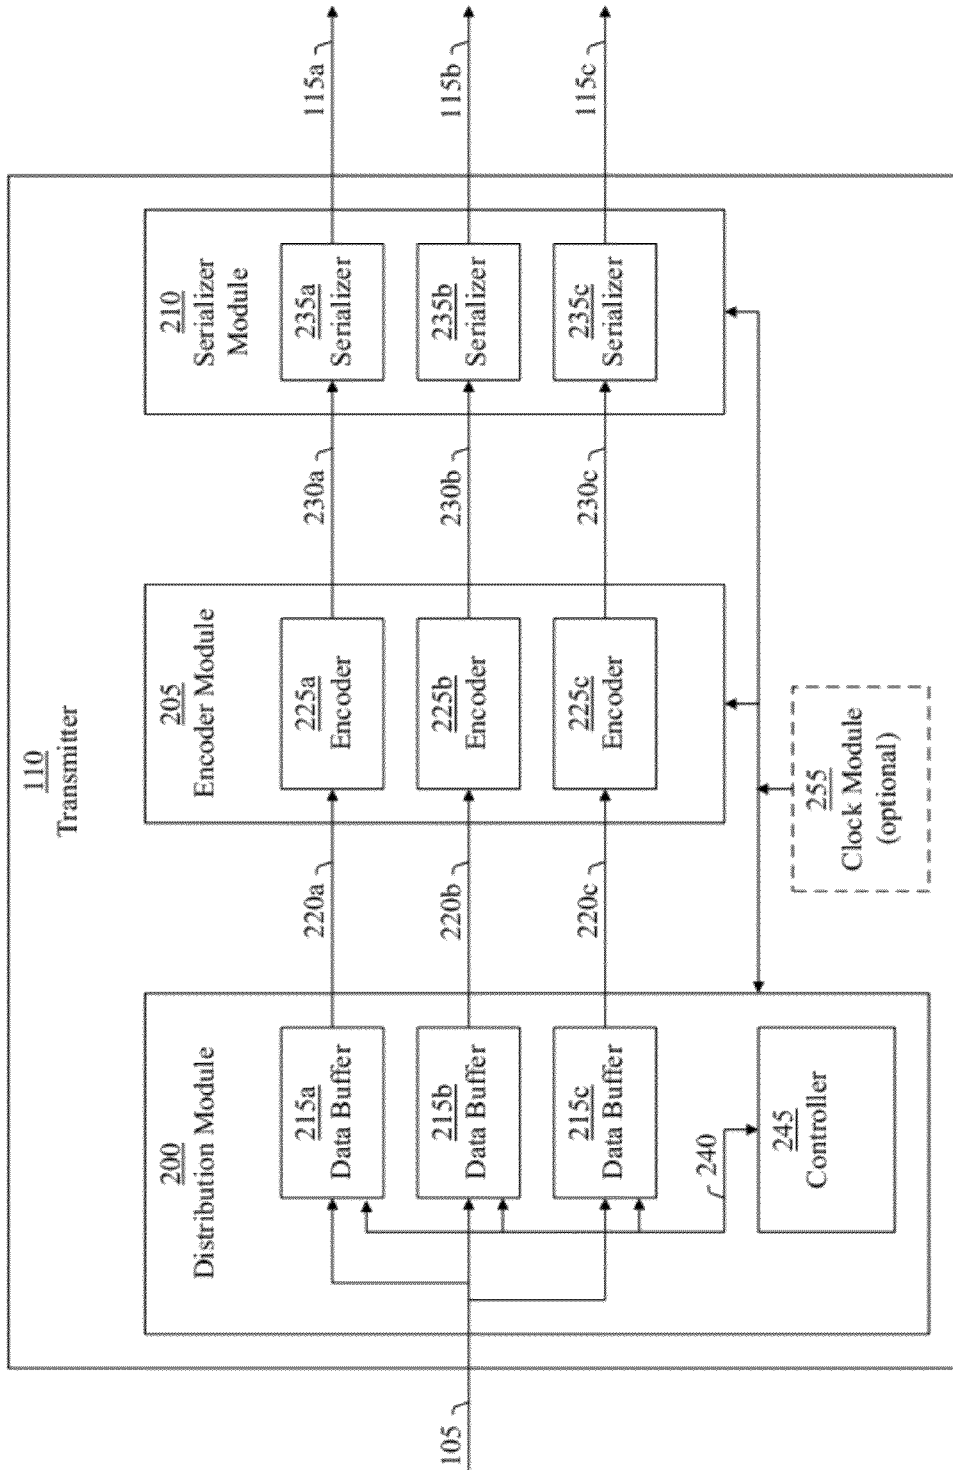 110
Transmitter
200
Distribution Module
205
Encoder Module
210
Serializer
Module
215a
Data Buffer
220a
225a
Encoder
230a
235a
Serializer
115a
215b
Data Buffer
220b
225b
Encoder
230b
235b
Serializer
115b
215c
Data Buffer
220c
225c
Encoder
230c
235c
Serializer
115c
105
240
245
Controller
255
Clock Module
(optional)